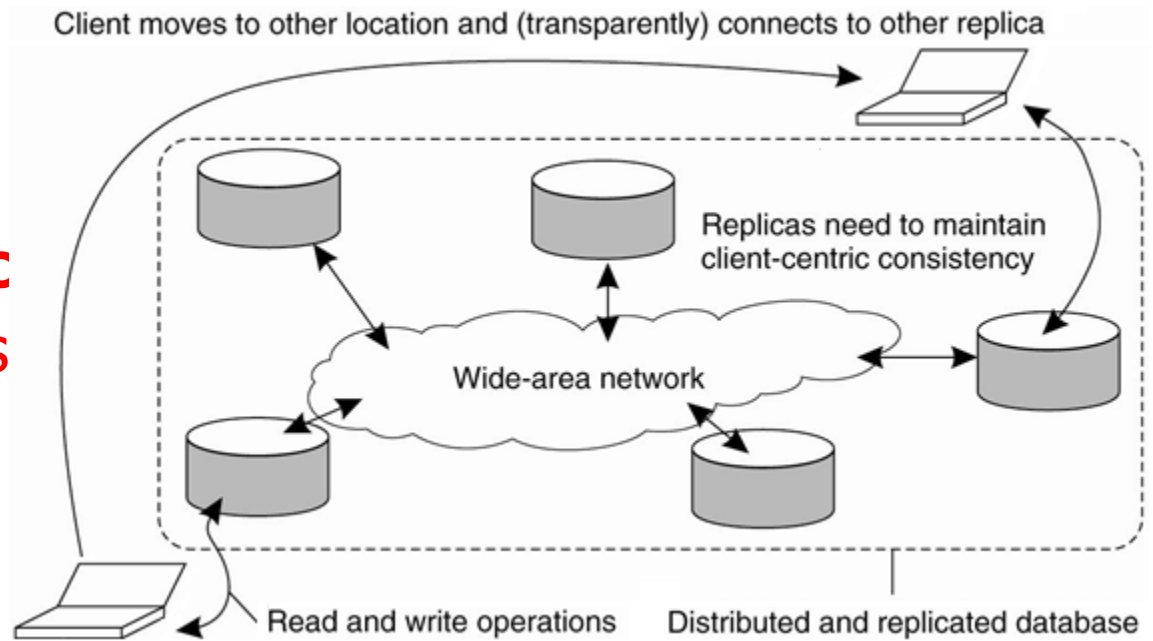 Client moves to other location and (transparently) connects to other replica
Replicas need to maintain
client-centric consistency
c
s
Wide-area network
Read and write operations
Distributed and replicated database